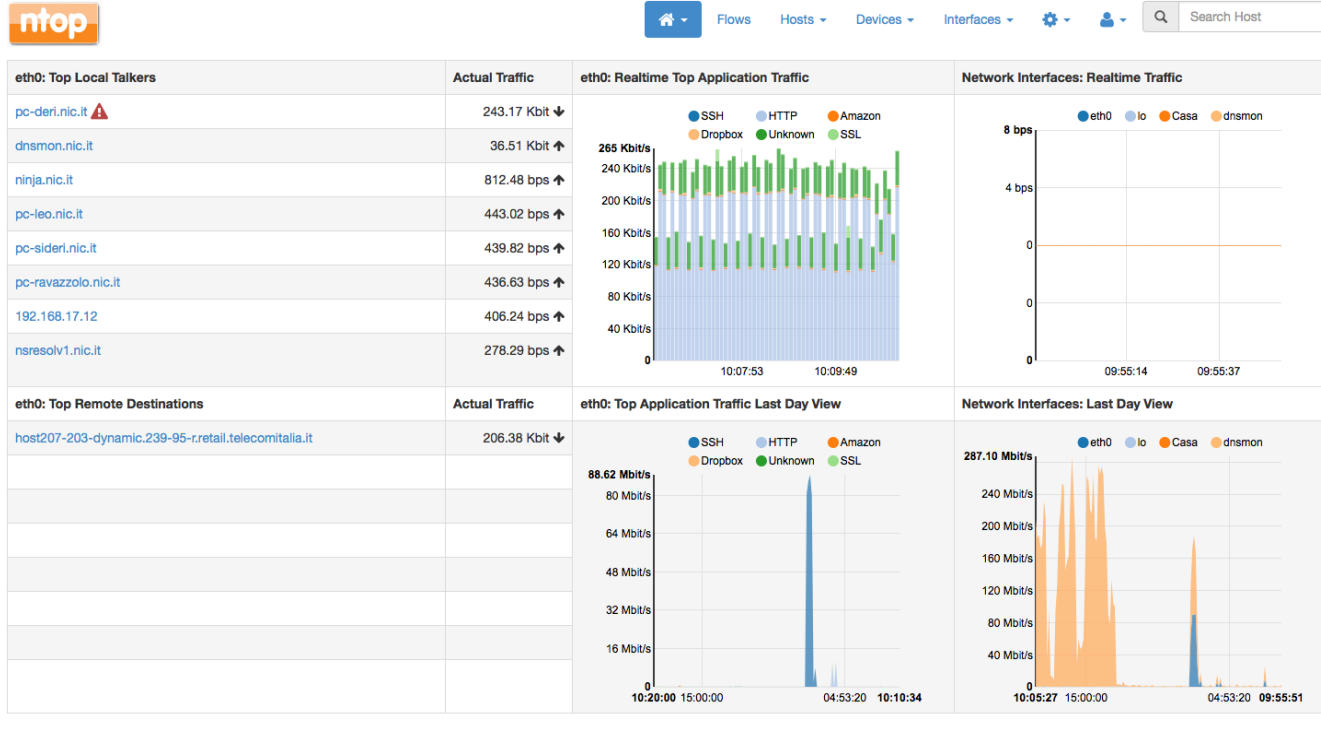 ntop
Flows Hosts Devices Interfaces Search Host
eth0: Top Local Talkers Actual Traffic
pc-deri.nic.it 243.17 Kbit
dnsmon.nic.it 36.51 Kbit
ninja.nic.it 812.48 bps
pc-leo.nic.it 443.02 bps
pc-sideri.nic.it 439.82 bps
pc-ravazzolo.nic.it 436.63 bps
192.168.17.12 406.24 bps
nsresolv1.nic.it 278.29 bps
eth0: Realtime Top Application Traffic
SSH HTTP Amazon
Dropbox Unknown SSL
265 Kbit/s
240 Kbit/s
200 Kbit/s
160 Kbit/s
120 Kbit/s
80 Kbit/s
40 Kbit/s
0
10:07:53 10:09:49
Network Interfaces: Realtime Traffic
eth0 lo Casa dnsmon
8 bps
4 bps
0
0
0
09:55:14 09:55:37
eth0: Top Remote Destinations Actual Traffic
host207-203-dynamic.239-95-r.retail.telecomitalia.it 206.38 Kbit
eth0: Top Application Traffic Last Day View
SSH HTTP Amazon
Dropbox Unknown SSL
88.62 Mbit/s
80 Mbit/s
64 Mbit/s
48 Mbit/s
32 Mbit/s
16 Mbit/s
0
10:20:00 15:00:00 04:53:20 10:10:34
Network Interfaces: Last Day View
eth0 lo Casa dnsmon
287.10 Mbit/s
240 Mbit/s
200 Mbit/s
160 Mbit/s
120 Mbit/s
80 Mbit/s
40 Mbit/s
0
10:05:27 15:00:00 04:53:20 09:55:51